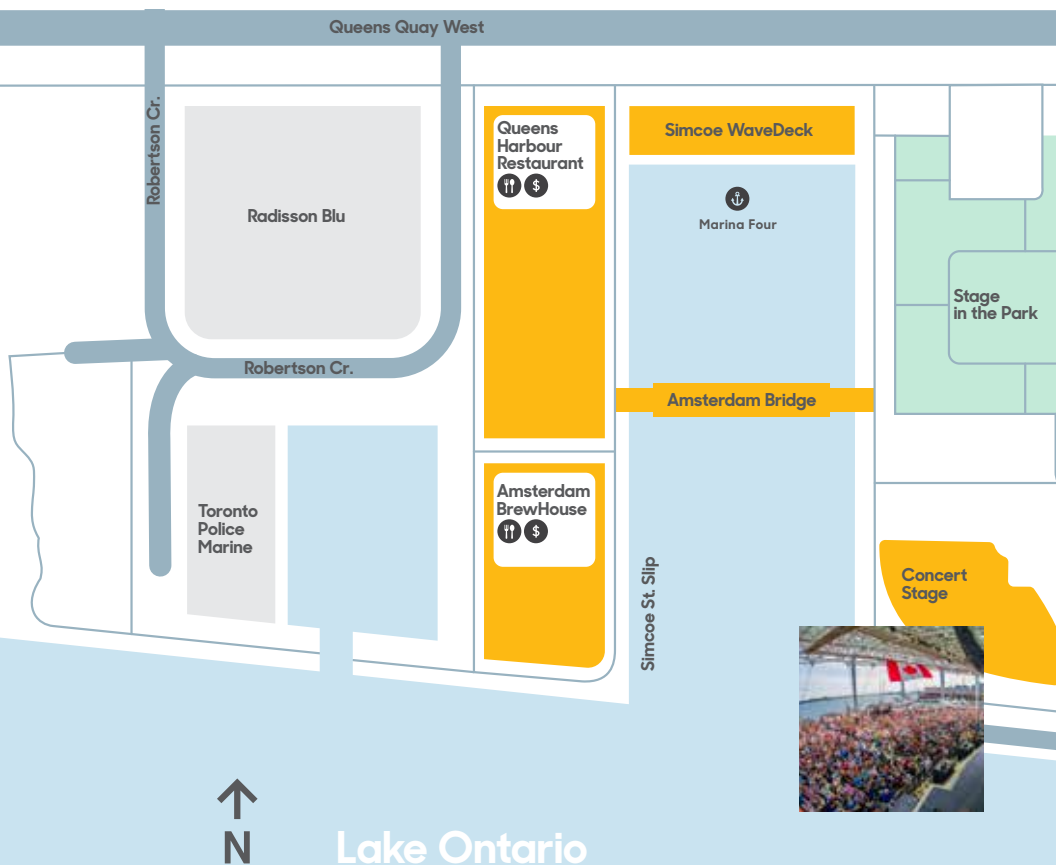 Queens Quay West
Robertson Cr.
Queens
Harbour
Restaurant
$
Simcoe WaveDeck
Radisson Blu
Marina Four
Stage
in the Park
Robertson Cr.
Amsterdam Bridge
Amsterdam
BrewHouse
$
Toronto
Police
Marine
Simcoe St. Slip
Concert
Stage
N
Lake Ontario